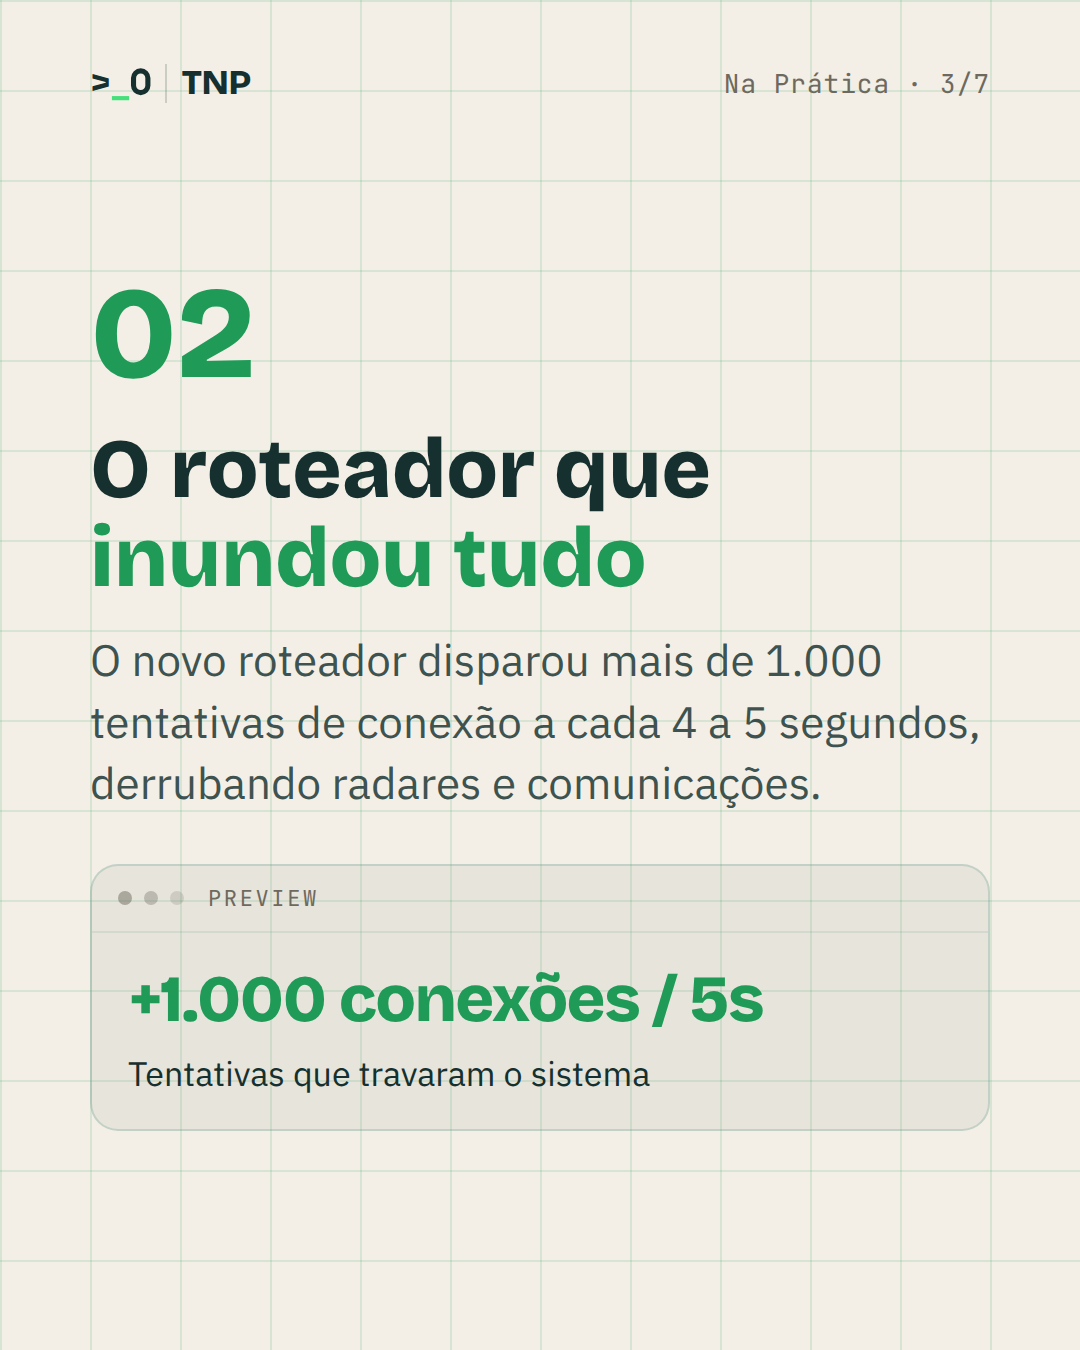 >_O | TNP
Na Prática · 3/7
02
O roteador que
inundou tudo
O novo roteador disparou mais de 1.000
tentativas de conexão a cada 4 a 5 segundos,
derrubando radares e comunicações.
PREVIEW
+1.000 conexões / 5s
Tentativas que travaram o sistema